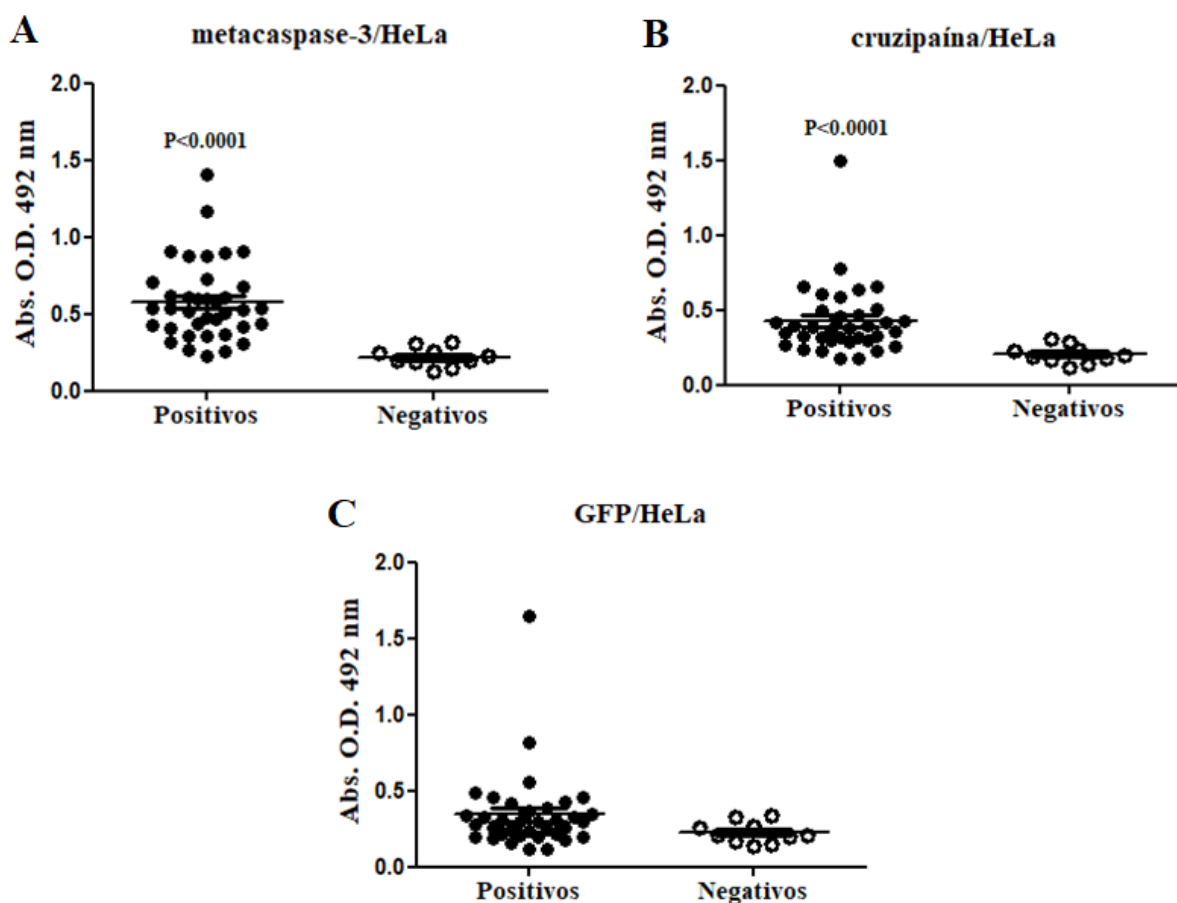 A
metacaspase-3/HeLa
Abs. O.D. 492 nm
2.0
1.5
1.0
0.5
0.0
P<0.0001
Positivos
Negativos
B
cruzipaína/HeLa
Abs. O.D. 492 nm
2.0
1.5
1.0
0.5
0.0
P<0.0001
Positivos
Negativos
C
GFP/HeLa
Abs. O.D. 492 nm
2.0
1.5
1.0
0.5
0.0
Positivos
Negativos